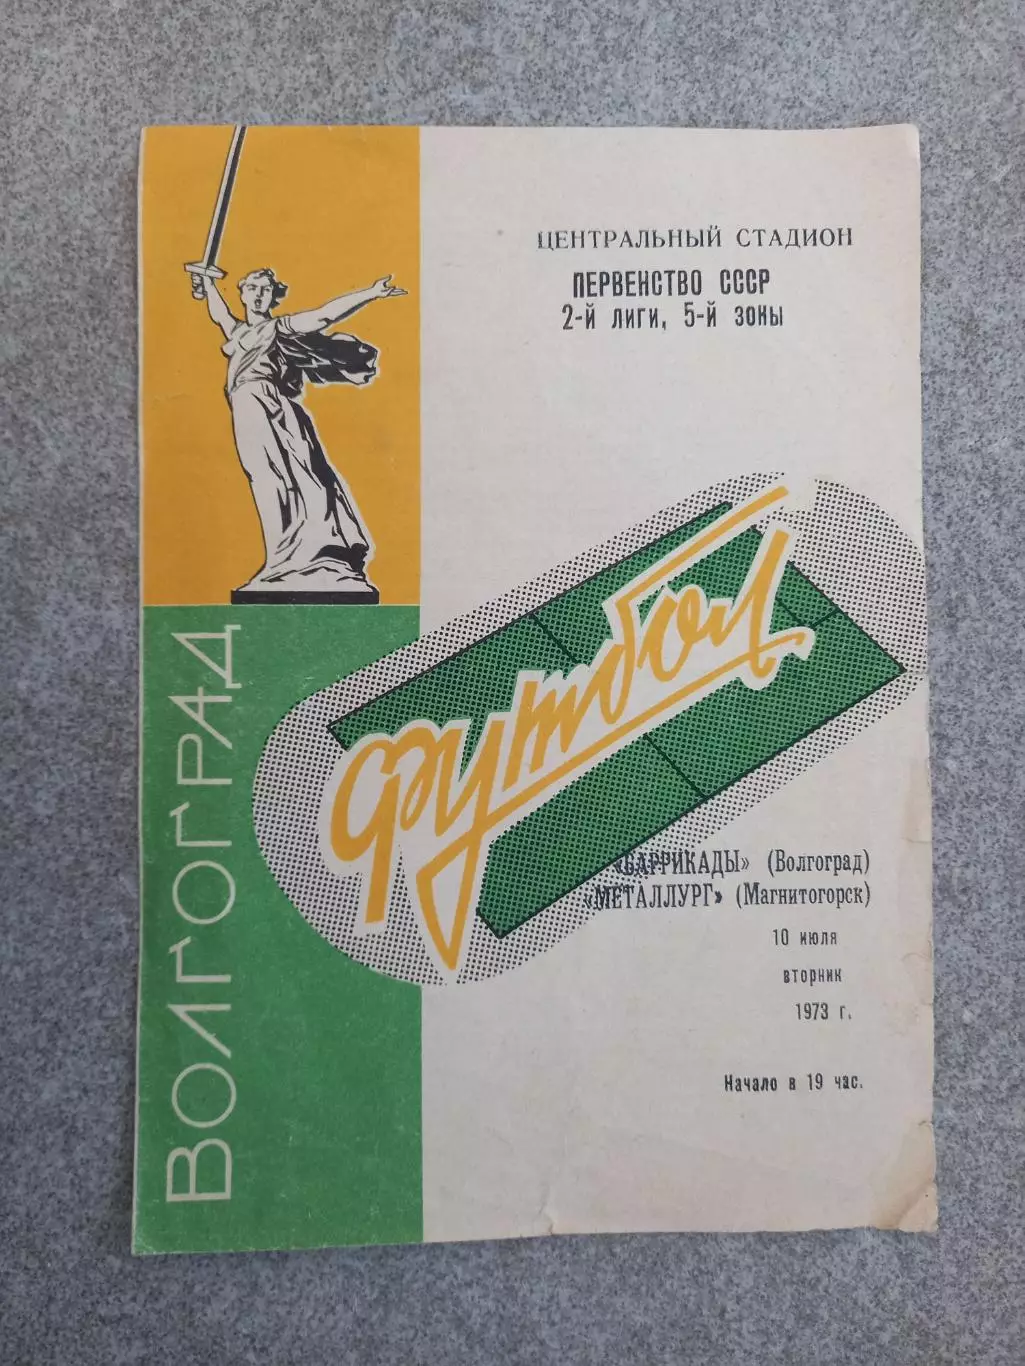 ЦЕНТРАЛЬНЫЙ СТАДИОН
ПЕРВЕНСТВО СССР
2-й ЛИГИ, 5-й ЗОНЫ
ВОЛГОГРАД
футбол
«БАРРИКАДЫ» (Волгоград)
«МЕТАЛЛУРГ» (Магнитогорск)
10 июля
вторник
1973 г.
Начало в 19 час.